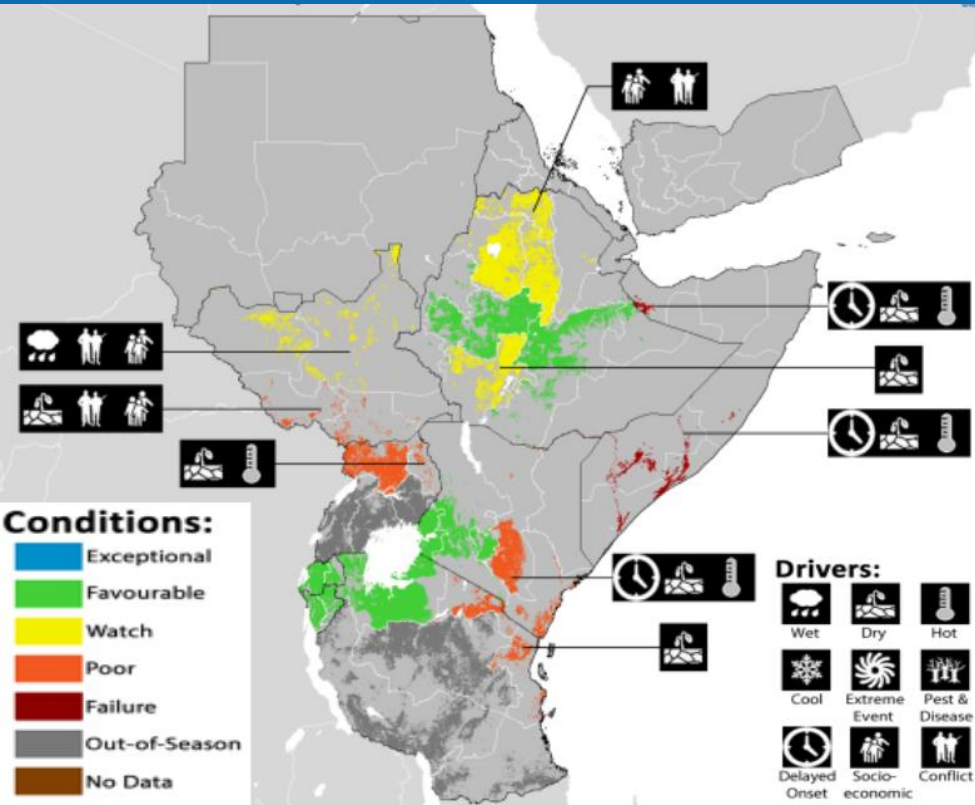 Conditions:
Exceptional
Favourable
Watch
Poor
Failure
Out-of-Season
No Data
Drivers:
Wet
Dry
Hot
Cool
Extreme
Event
Pest &
Disease
Delayed
Onset
Socio-
economic
Conflict